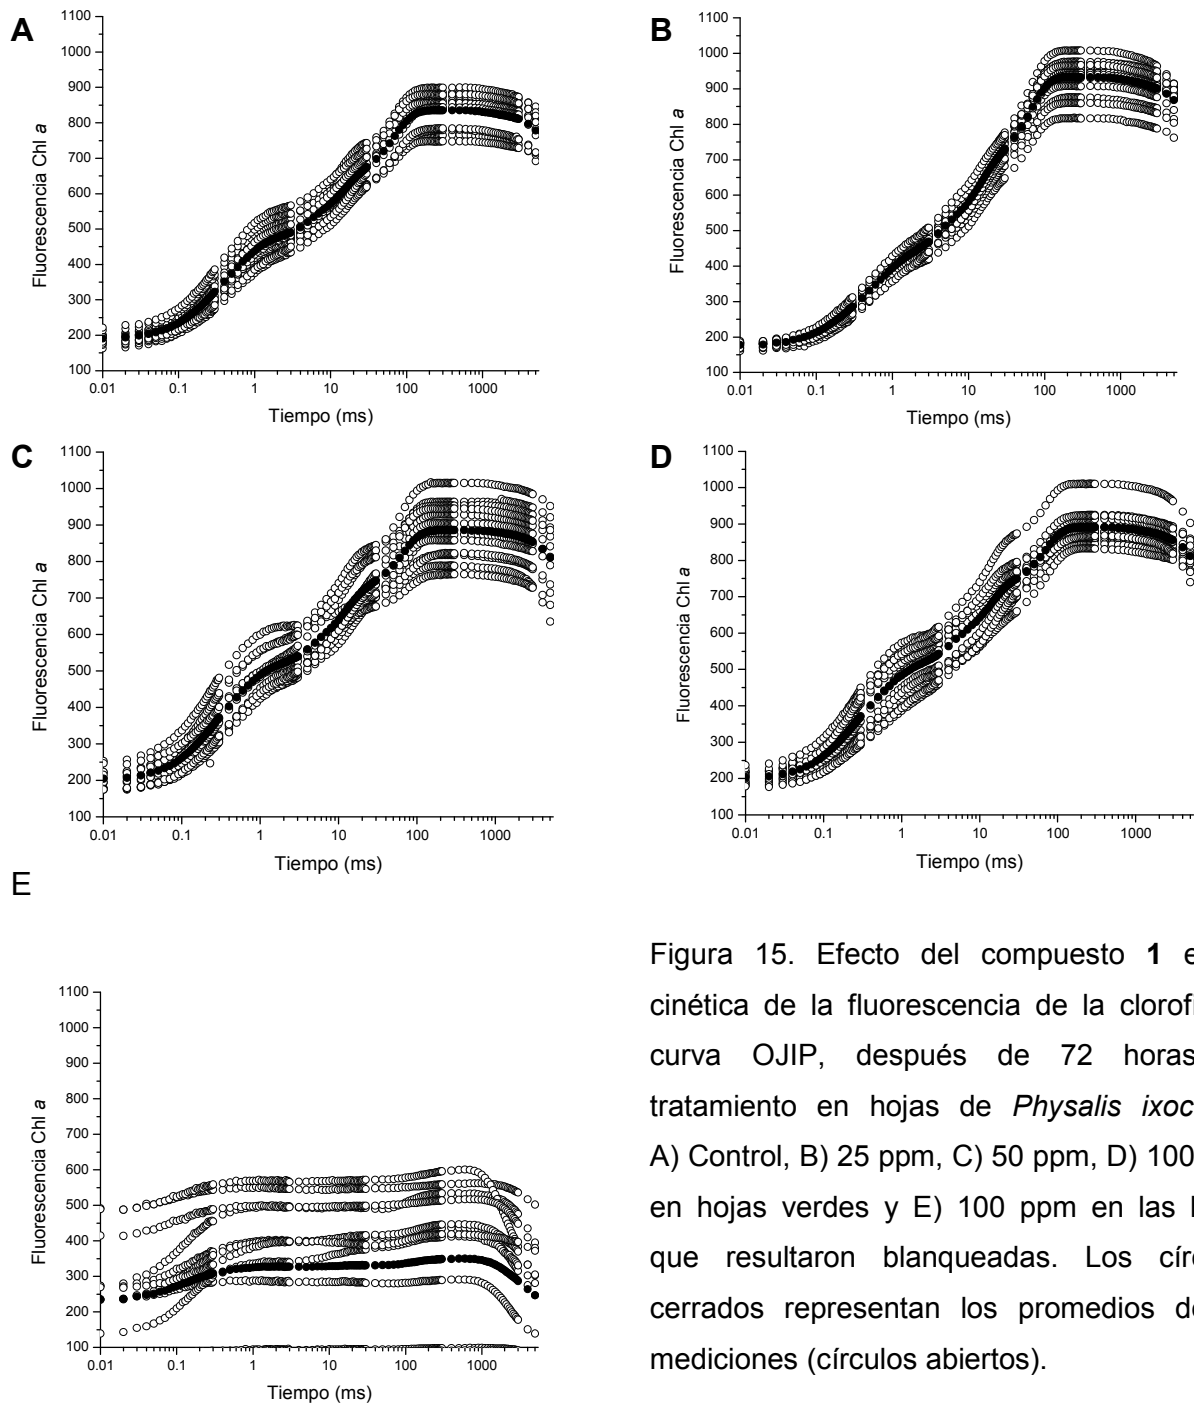 A
B
1100
1000
900
800
700
600
500
400
300
200
100
Fluorescencia Chl a
0.01 0.1 1 10 100 1000
Tiempo (ms)
1100
1000
900
800
700
600
500
400
300
200
100
Fluorescencia Chl a
0.01 0.1 1 10 100 1000
Tiempo (ms)
C
D
1100
1000
900
800
700
600
500
400
300
200
100
Fluorescencia Chl a
0.01 0.1 1 10 100 1000
Tiempo (ms)
1100
1000
900
800
700
600
500
400
300
200
100
Fluorescencia Chl a
0.01 0.1 1 10 100 1000
Tiempo (ms)
E
1100
1000
900
800
700
600
500
400
300
200
100
Fluorescencia Chl a
0.01 0.1 1 10 100 1000
Tiempo (ms)
Figura 15. Efecto del compuesto 1 e
cinética de la fluorescencia de la clorof
curva OJIP, después de 72 horas
tratamiento en hojas de Physalis ixoc
A) Control, B) 25 ppm, C) 50 ppm, D) 100
en hojas verdes y E) 100 ppm en las
que resultaron blanqueadas. Los cír
cerrados representan los promedios d
mediciones (círculos abiertos).